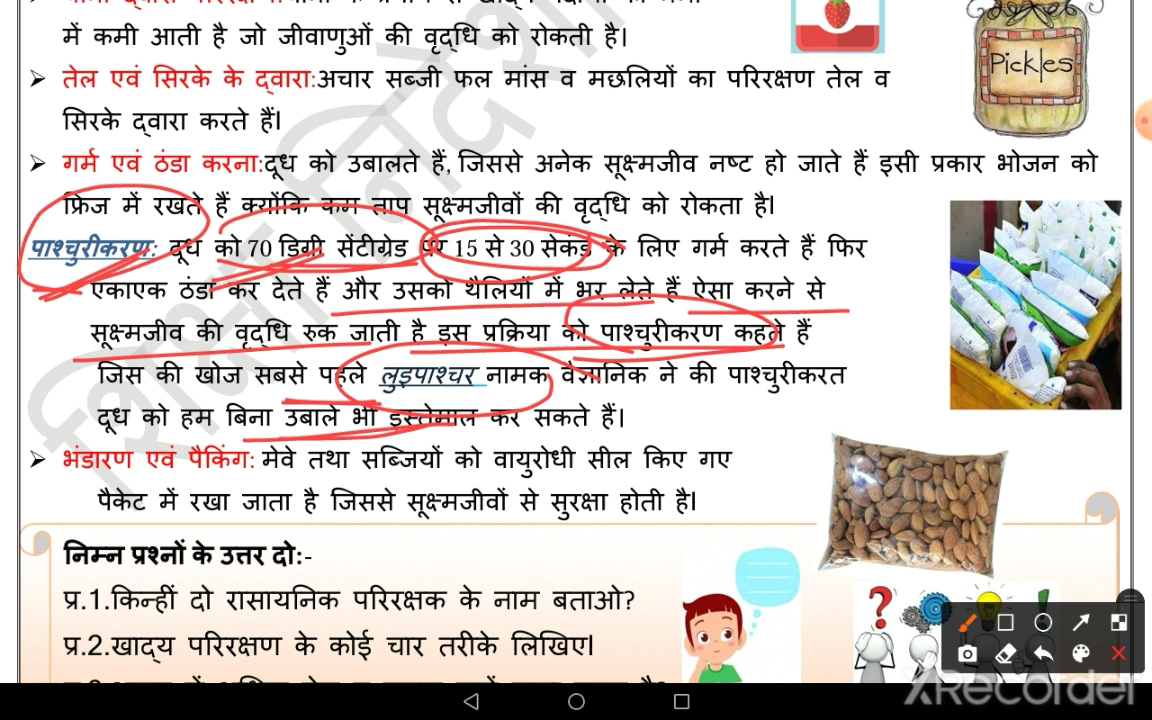 में कमी आती है जो जीवाणुओं की वृद्धि को रोकती है।
Pickles
➢ तेल एवं सिरके के द्वारा:अचार सब्जी फल मांस व मछलियों का परिरक्षण तेल व
सिरके द्वारा करते हैं।
➢ गर्म एवं ठंडा करना:दूध को उबालते हैं,जिससे अनेक सूक्ष्मजीव नष्ट हो जाते हैं इसी प्रकार भोजन को
फ्रिज में रखते हैं क्योंकि कम ताप सूक्ष्मजीवों की वृद्धि को रोकता है।
पाश्चुरीकरण: दूध को 70 डिग्री सेंटीग्रेड पर 15 से 30 सेकंड के लिए गर्म करते हैं फिर
एकाएक ठंडा कर देते हैं और उसको थैलियों में भर लेते हैं ऐसा करने से
सूक्ष्मजीव की वृद्धि रुक जाती है इस प्रक्रिया को पाश्चुरीकरण कहते हैं
जिस की खोज सबसे पहले लुइपाश्चर नामक वैज्ञानिक ने की पाश्चुरीकरत
दूध को हम बिना उबाले भी इस्तेमाल कर सकते हैं।
➢ भंडारण एवं पैकिंग: मेवे तथा सब्जियों को वायुरोधी सील किए गए
पैकेट में रखा जाता है जिससे सूक्ष्मजीवों से सुरक्षा होती है।
निम्न प्रश्नों के उत्तर दो:-
प्र.1.किन्हीं दो रासायनिक परिरक्षक के नाम बताओ?
प्र.2.खाद्य परिरक्षण के कोई चार तरीके लिखिए।
XRecorder